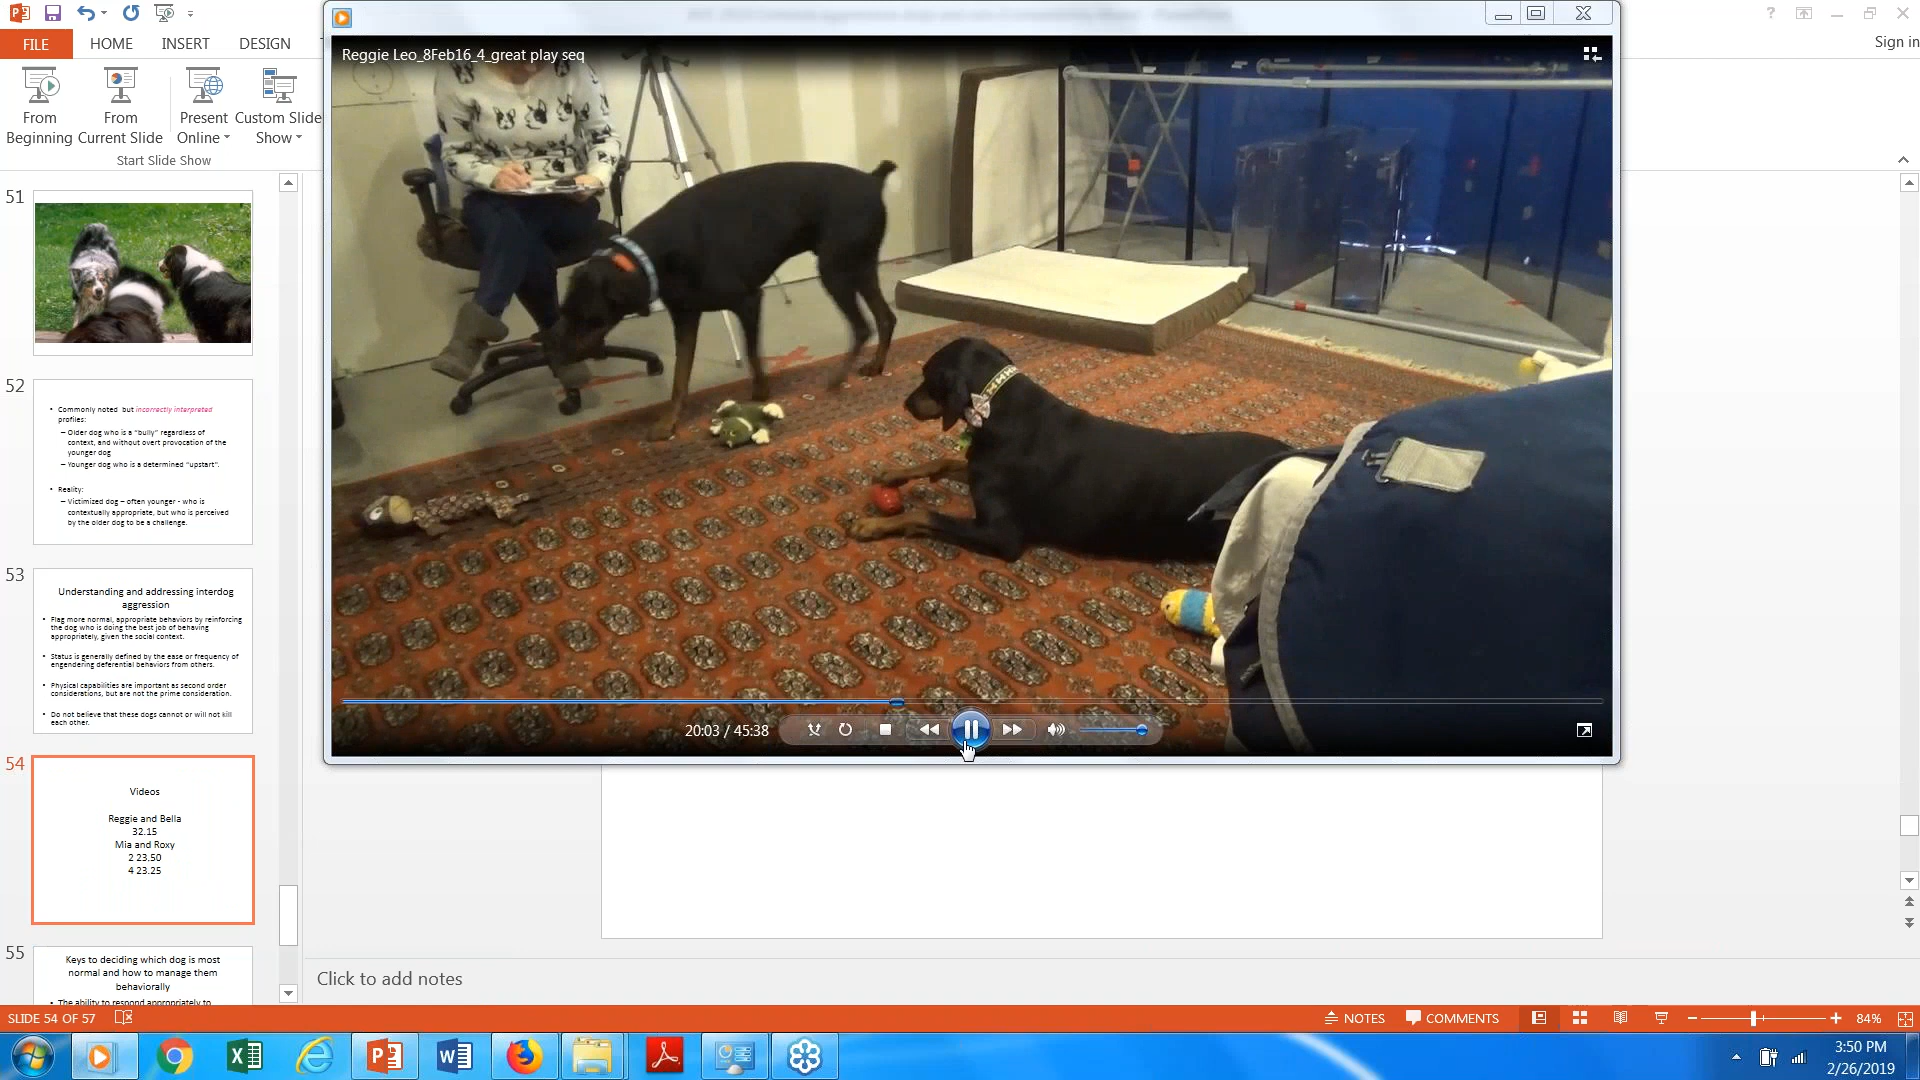 Sign in
FILE
HOME
INSERT
DESIGN
From
Beginning
From
Current Slide
Present
Online
Custom Slide
Show
Start Slide Show
Reggie Leo_8Feb16_4_great play seq
20:03 / 45:38
51
52
• Commonly noted but incorrectly interpreted
profiles:
– Older dog who is a "bully" regardless of
context, and without overt provocation of the
younger dog
– Younger dog who is a determined "upstart".
• Reality:
– Victimized dog – often younger - who is
contextually appropriate, but who is perceived
by the older dog to be a challenge.
53
Understanding and addressing interdog
aggression
• Flag more normal, appropriate behaviors by reinforcing
the dog who is doing the best job of behaving
appropriately, given the social context.
• Status is generally defined by the ease or frequency of
engendering deferential behaviors from others.
• Physical capabilities are important as second order
considerations, but are not the prime consideration.
• Do not believe that these dogs cannot or will not kill
each other.
54
Videos
Reggie and Bella
32.15
Mia and Roxy
2 23.50
4 23.25
55
Keys to deciding which dog is most
normal and how to manage them
behaviorally
• The ability to respond appropriately to
Click to add notes
SLIDE 54 OF 57
NOTES
COMMENTS
84%
3:50 PM
2/26/2019